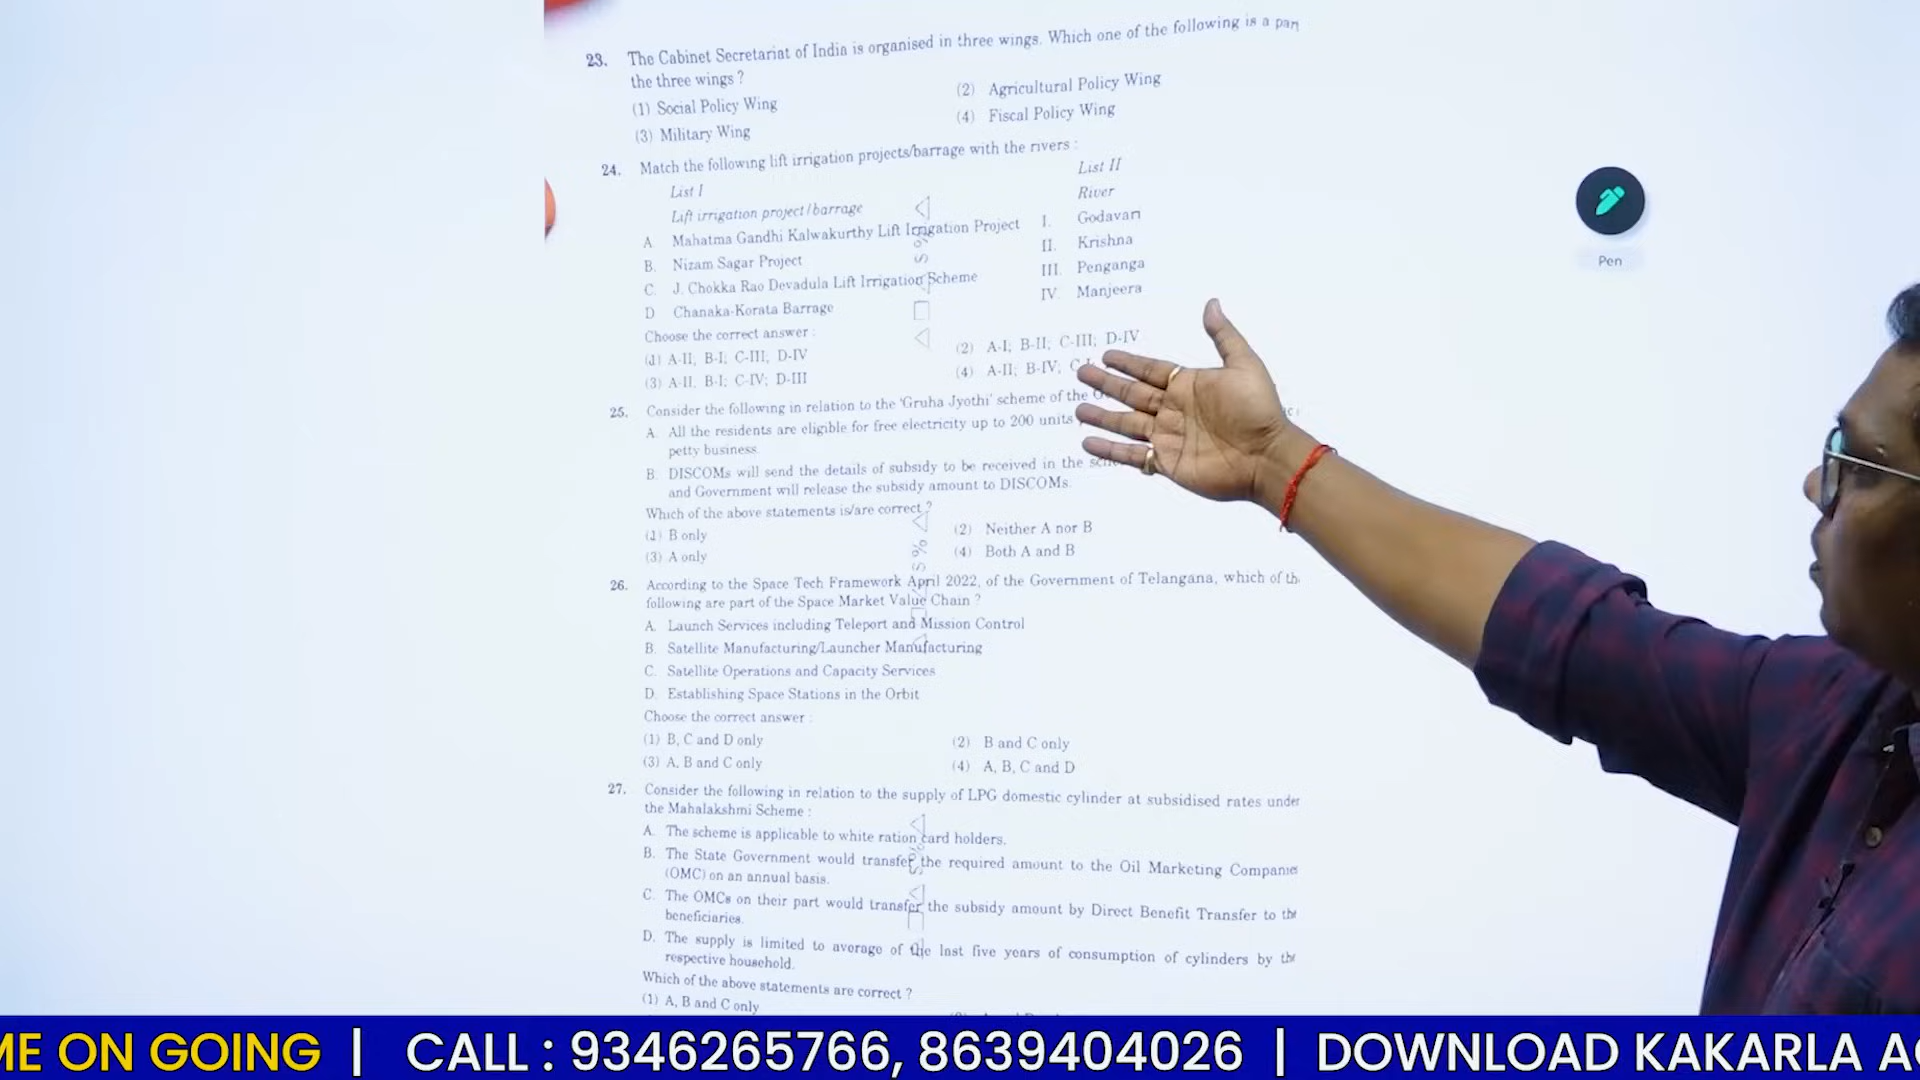 23. The Cabinet Secretariat of India is organised in three wings. Which one of the following is a
the three wings ?
(1) Social Policy Wing (2) Agricultural Policy Wing
(3) Military Wing (4) Fiscal Policy Wing
24. Match the following lift irrigation projects/barrage with the rivers :
List I List II
Lift irrigation project/barrage River
A Mahatma Gandhi Kalwakurthy Lift Irrigation Project I. Godavari
B. Nizam Sagar Project II. Krishna
C. J. Chokka Rao Devadula Lift Irrigation Scheme III. Penganga
D Chanaka-Korata Barrage IV. Manjeera
Choose the correct answer :
(1) A-II, B-I; C-III; D-IV (2) A-I; B-II; C-III; D-IV
(3) A-II, B-I; C-IV; D-III (4) A-II; B-IV;
25. Consider the following in relation to the 'Gruha Jyothi' scheme of the
A. All the residents are eligible for free electricity up to 200 units
petty business.
B. DISCOMs will send the details of subsidy to be received in the
and Government will release the subsidy amount to DISCOMs.
Which of the above statements is/are correct ?
(1) B only (2) Neither A nor B
(3) A only (4) Both A and B
26. According to the Space Tech Framework April 2022, of the Government of Telangana, which of
following are part of the Space Market Value Chain ?
A. Launch Services including Teleport and Mission Control
B. Satellite Manufacturing/Launcher Manufacturing
C. Satellite Operations and Capacity Services
D. Establishing Space Stations in the Orbit
Choose the correct answer :
(1) B, C and D only (2) B and C only
(3) A, B and C only (4) A, B, C and D
27. Consider the following in relation to the supply of LPG domestic cylinder at subsidised rates under
the Mahalakshmi Scheme :
A. The scheme is applicable to white ration card holders.
B. The State Government would transfer the required amount to the Oil Marketing
(OMC) on an annual basis.
C. The OMCs on their part would transfer the subsidy amount by Direct Benefit Transfer to the
beneficiaries.
D. The supply is limited to average of the last five years of consumption of cylinders by the
respective household.
Which of the above statements are correct ?
(1) A, B and C only
Pen
ON GOING | CALL : 9346265766, 8639404026 | DOWNLOAD KAKARLA